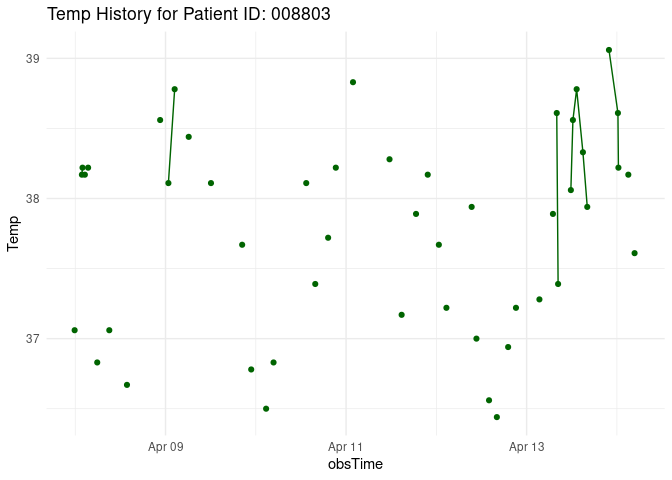 Temp History for Patient ID: 008803
39
38
37
Temp
Apr 09
Apr 11
Apr 13
obsTime